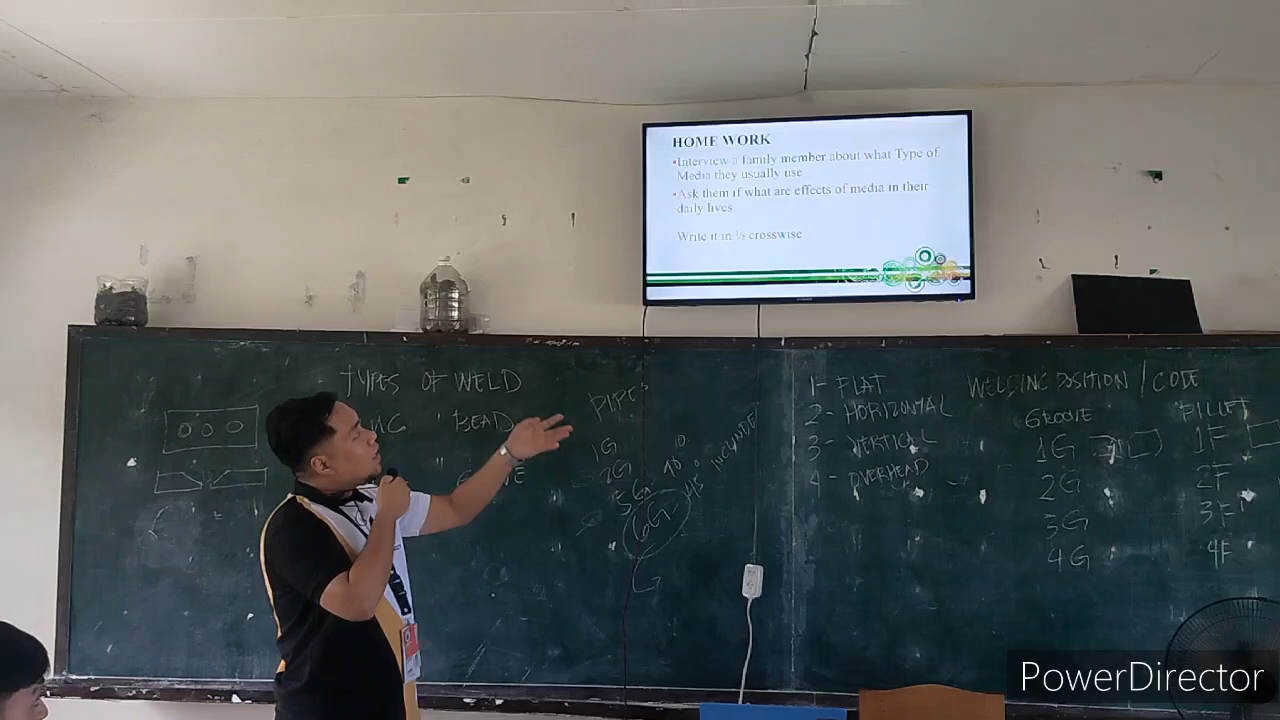 HOME WORK
•Interview a family member about what Type of
Media they usually use
•Ask them if what are effects of media in their
daily lives
Write it in ½ crosswise
TYPES OF WELD
BEAD
PIPE
1G
2G
5G
6G
G
1- FLAT
2- HORIZONTAL
3- VERTICAL
4- OVERHEAD
WELDING POSITION / CODE
GROOVE
1G
2G
3G
4G
FILLET
1F
2F
3F
4F
PowerDirector